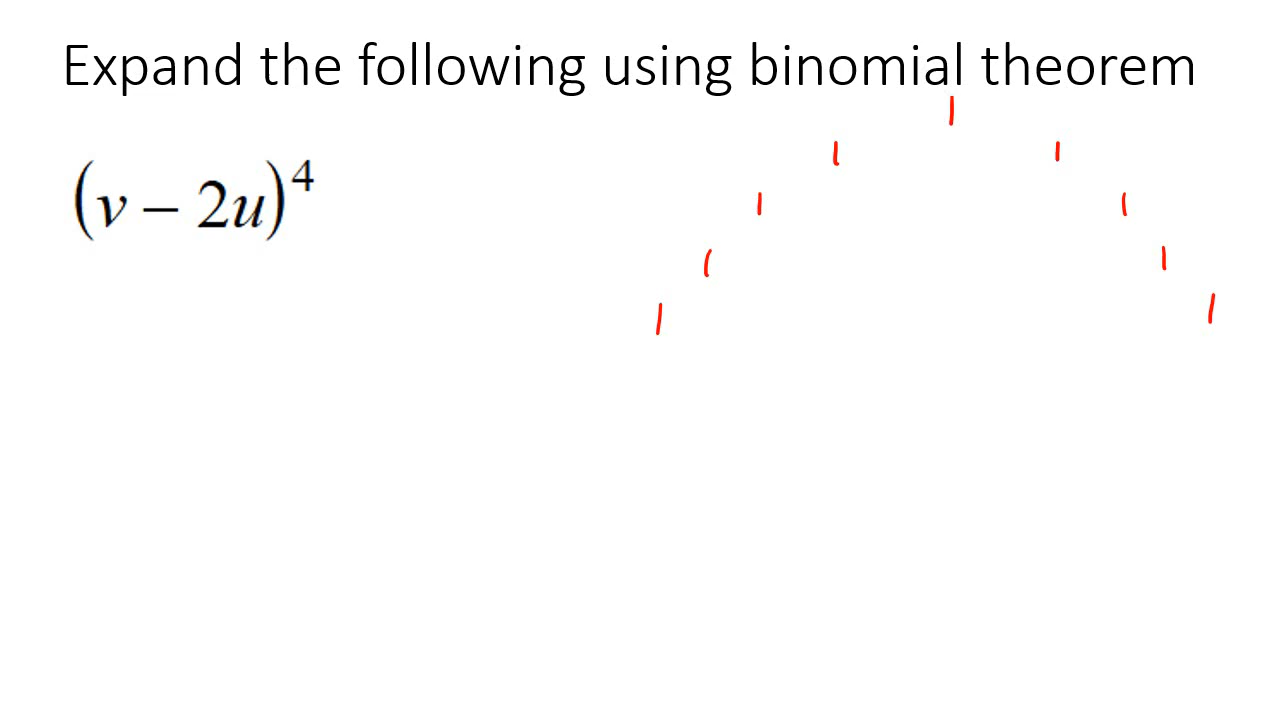 Expand the following using binomial theorem
1
1 1
(v – 2u)⁴
1 1
1 1
1 1